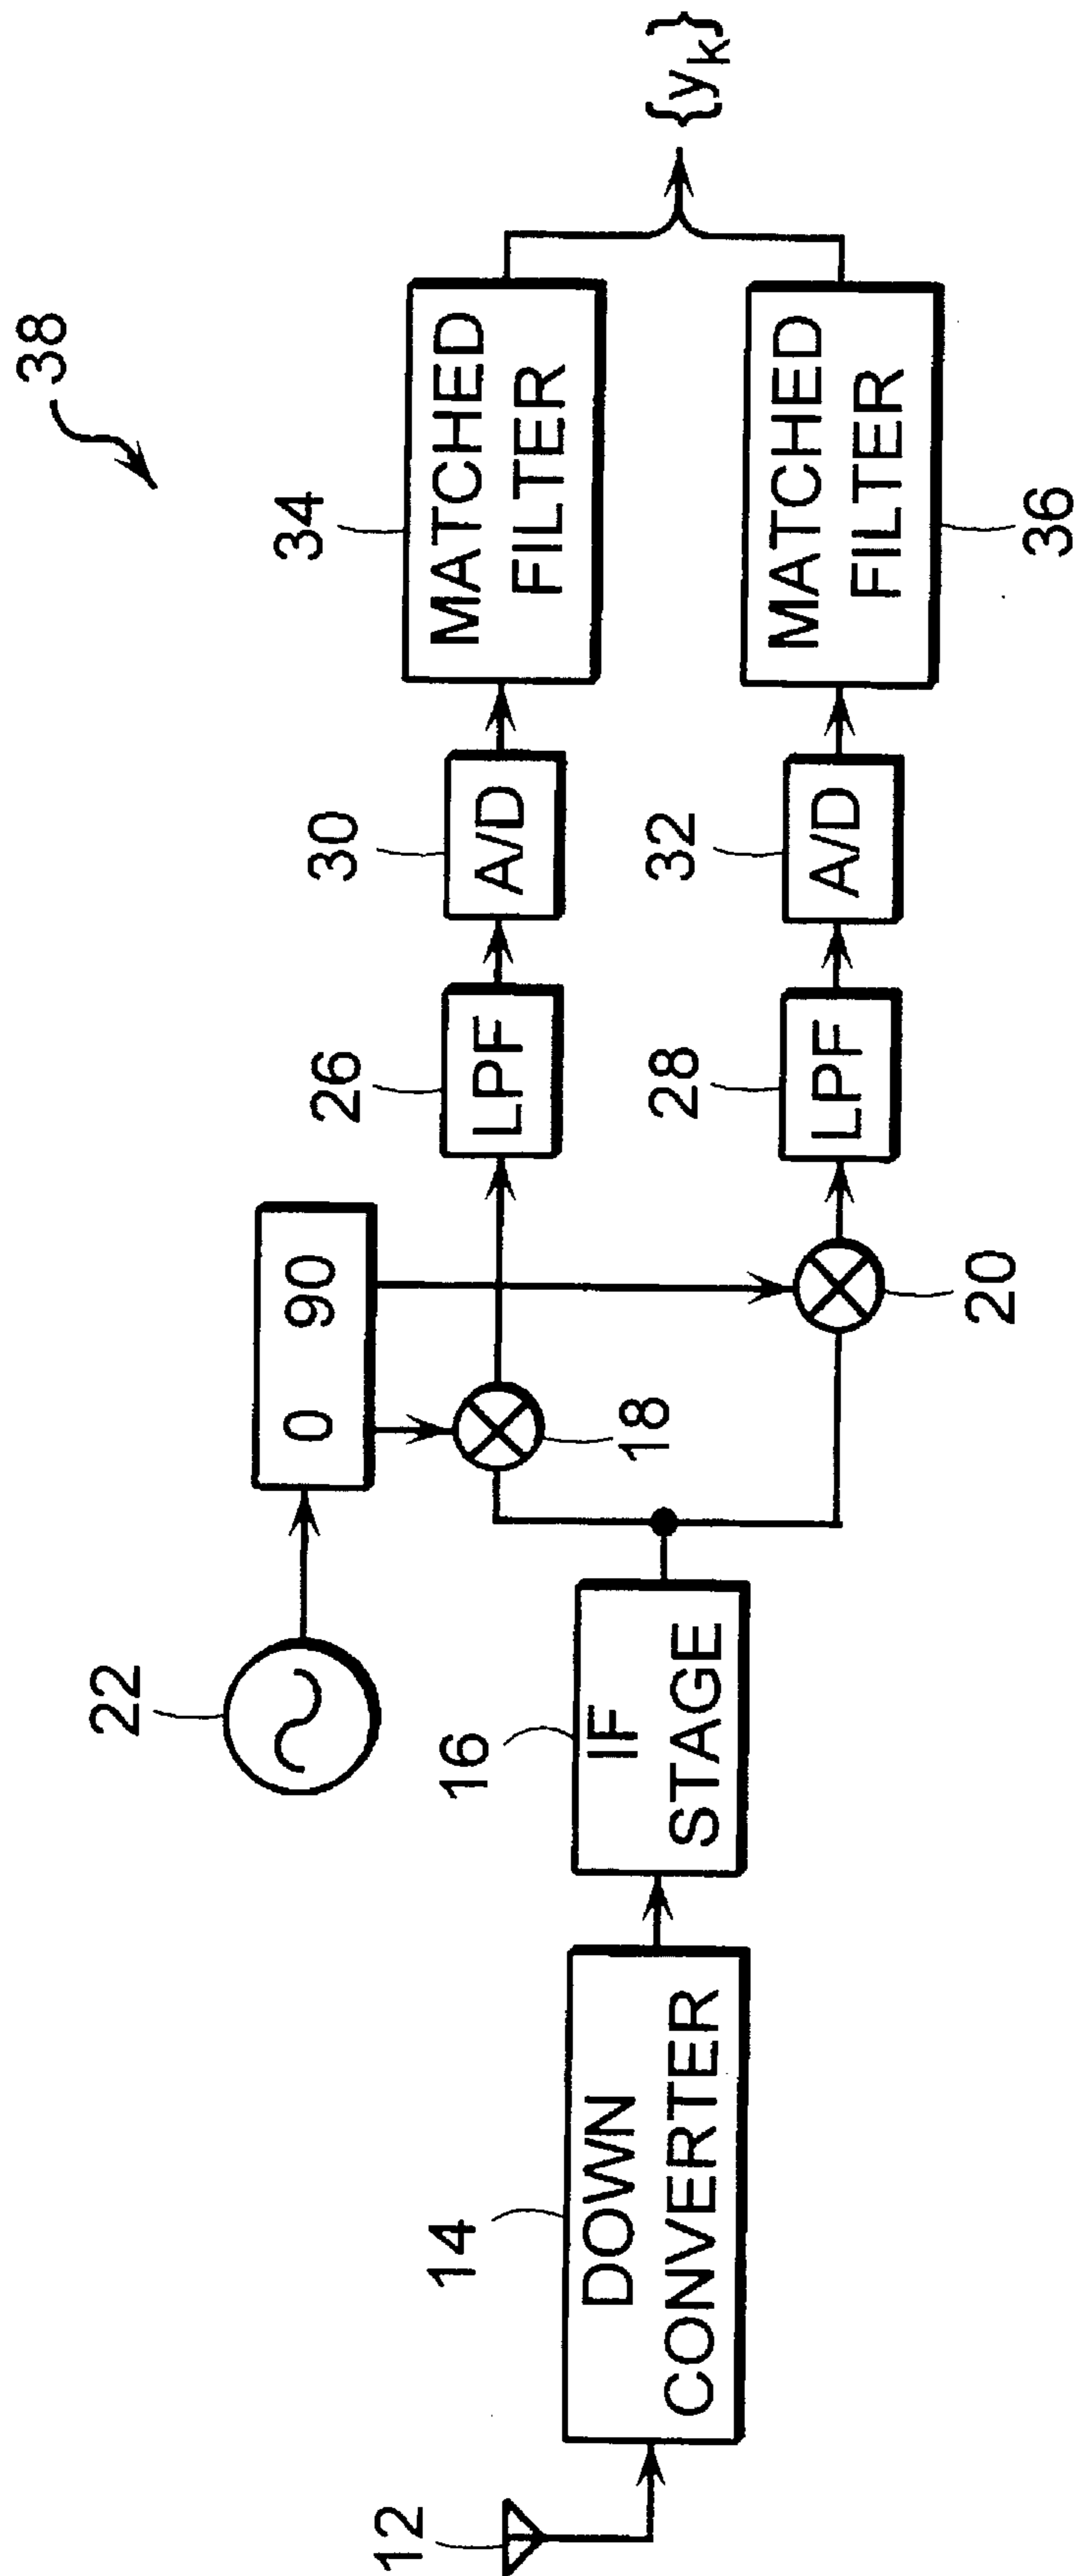 38
34
MATCHED
FILTER
30
A/D
26
LPF
0 90
22
18
16
IF
STAGE
14
DOWN
CONVERTER
12
{yk}
MATCHED
FILTER
36
32
A/D
28
LPF
20